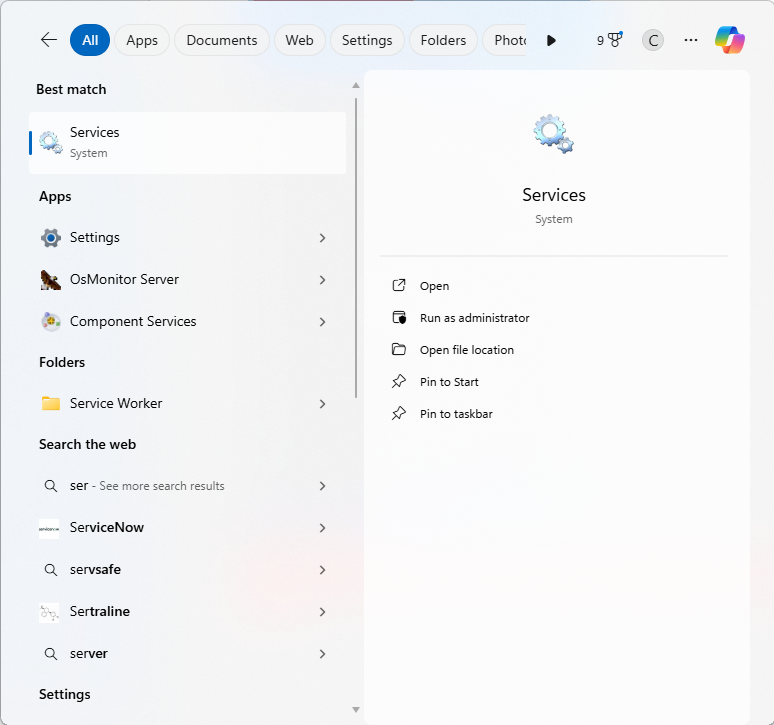 All
Apps
Documents
Web
Settings
Folders
Photo
9
C
Best match
Services
System
Apps
Settings
OsMonitor Server
Component Services
Folders
Service Worker
Search the web
ser - See more search results
ServiceNow
servsafe
Sertraline
server
Settings
Services
System
Open
Run as administrator
Open file location
Pin to Start
Pin to taskbar